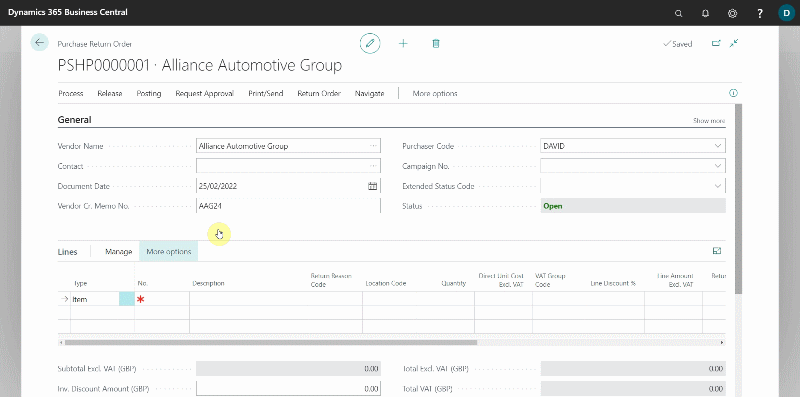 Dynamics 365 Business Central
?
D
Purchase Return Order
Saved
PSHP0000001 · Alliance Automotive Group
Process Release Posting Request Approval Print/Send Return Order Navigate More options
General
Show more
Vendor Name Alliance Automotive Group
Purchaser Code DAVID
Contact
Campaign No.
Document Date 25/02/2022
Extended Status Code
Vendor Cr. Memo No. AAG24
Status Open
Lines Manage More options
Type No. Description Return Reason Code Location Code Quantity Direct Unit Cost Excl. VAT VAT Group Code Line Discount % Line Amount Excl. VAT Retur
Item
Subtotal Excl. VAT (GBP) 0.00
Total Excl. VAT (GBP) 0.00
Inv. Discount Amount (GBP) 0.00
Total VAT (GBP) 0.00